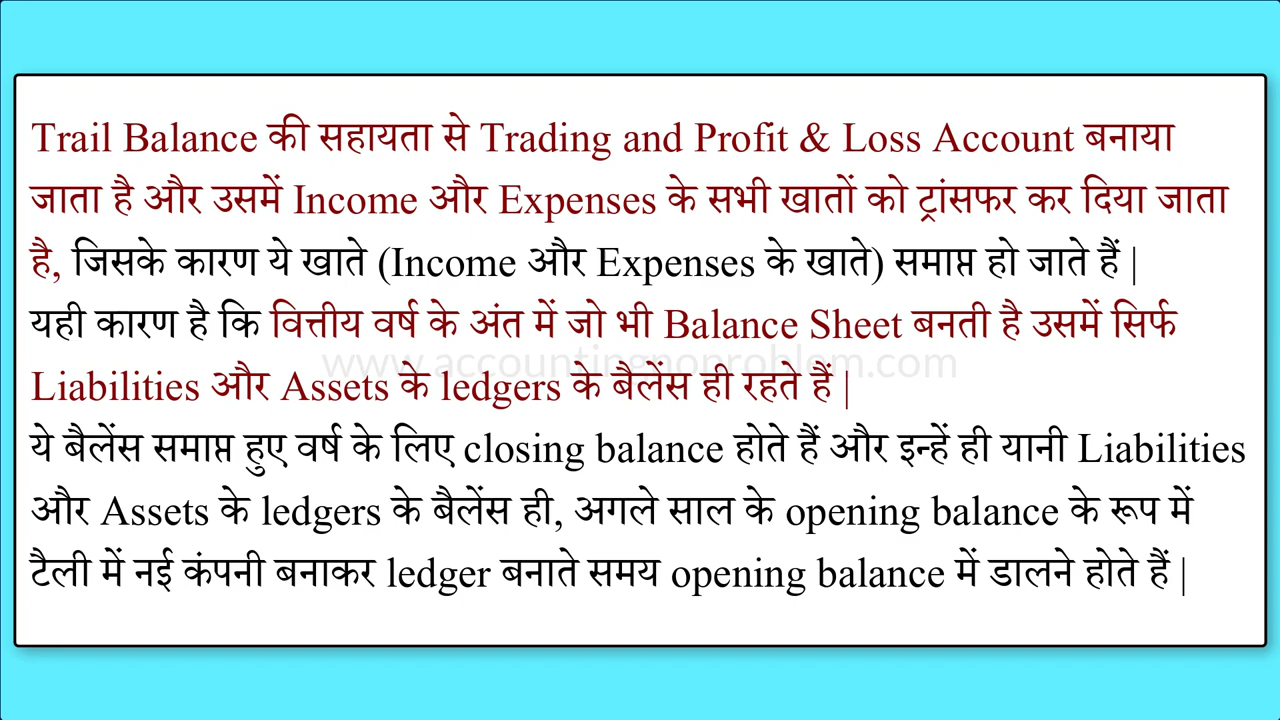 Trail Balance की सहायता से Trading and Profit & Loss Account बनाया
जाता है और उसमें Income और Expenses के सभी खातों को ट्रांसफर कर दिया जाता
है, जिसके कारण ये खाते (Income और Expenses के खाते) समाप्त हो जाते हैं |
यही कारण है कि वित्तीय वर्ष के अंत में जो भी Balance Sheet बनती है उसमें सिर्फ
www.accountingnoproblem.com
Liabilities और Assets के ledgers के बैलेंस ही रहते हैं |
ये बैलेंस समाप्त हुए वर्ष के लिए closing balance होते हैं और इन्हें ही यानी Liabilities
और Assets के ledgers के बैलेंस ही, अगले साल के opening balance के रूप में
टैली में नई कंपनी बनाकर ledger बनाते समय opening balance में डालने होते हैं |